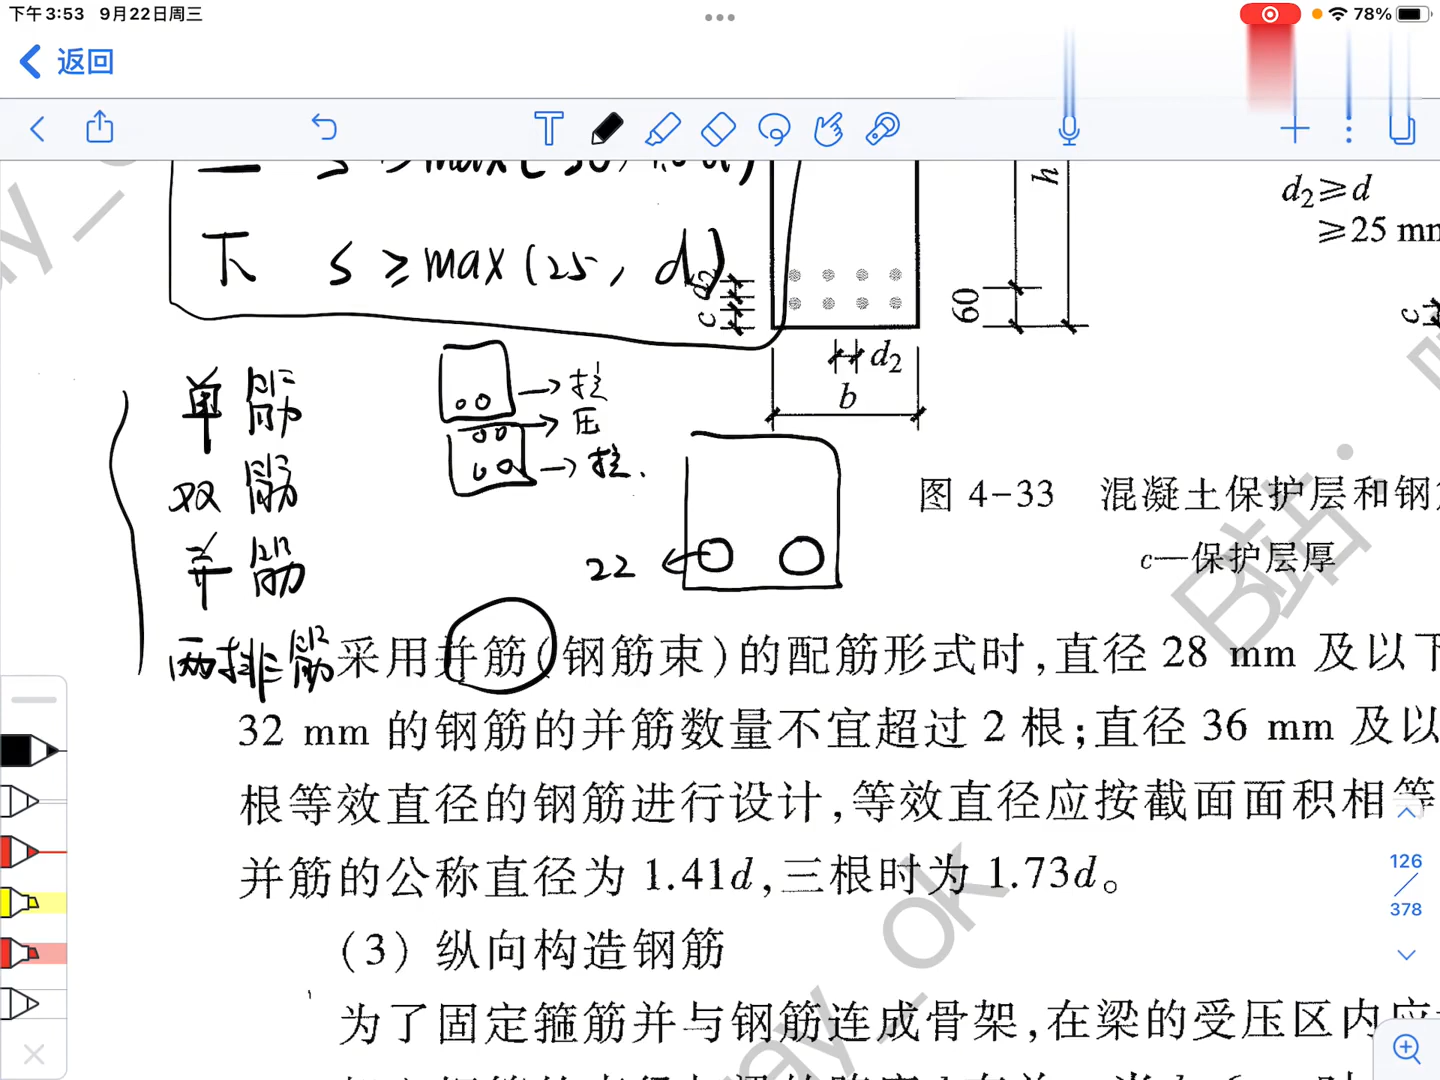 下午3:53 9月22日周三
78%
返回
T
h
d₂≥d
≥25 mm
下 s ≥ max(25, d)
d₂
c
60
d₂
b
c
单筋
双筋
并筋
两排筋
→拉
→压
→拉.
22
图 4-33 混凝土保护层和钢
c—保护层厚
采用并筋(钢筋束)的配筋形式时,直径 28 mm 及以下
32 mm 的钢筋的并筋数量不宜超过 2 根;直径 36 mm 及以
根等效直径的钢筋进行设计,等效直径应按截面面积相等
并筋的公称直径为 1.41d,三根时为 1.73d。
126
378
(3) 纵向构造钢筋
为了固定箍筋并与钢筋连成骨架,在梁的受压区内应
B站
ay_ok